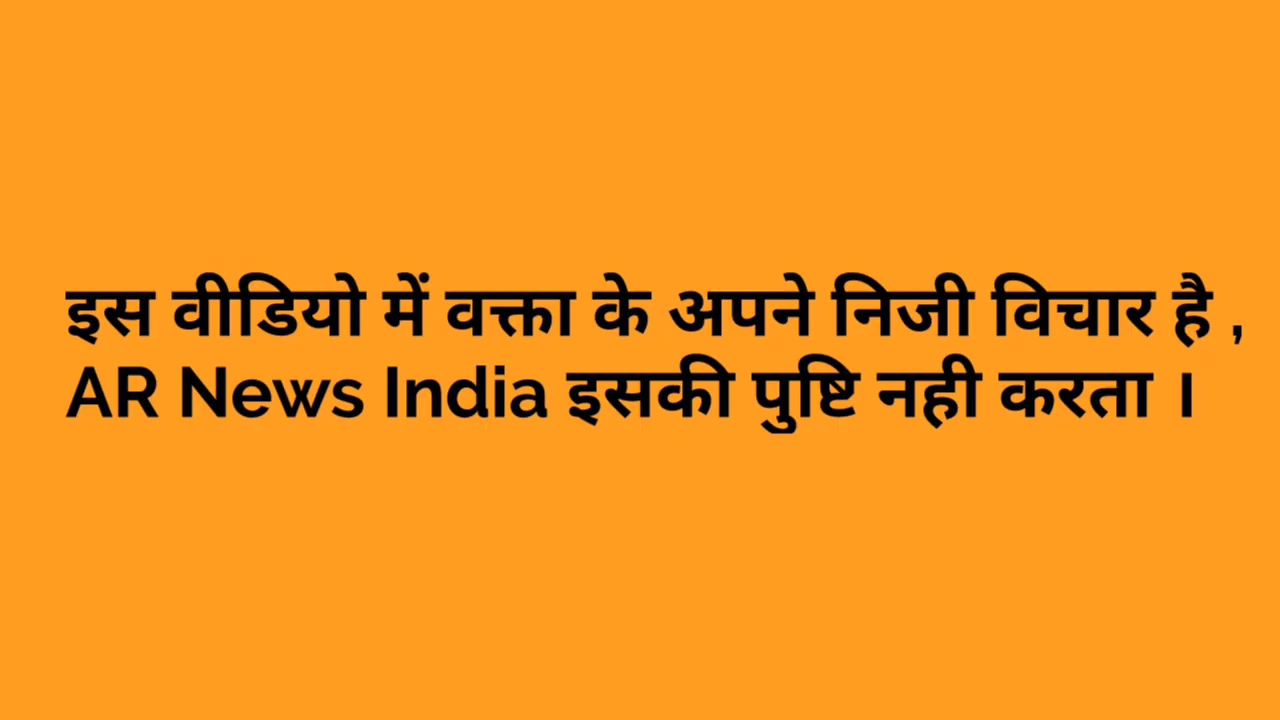 इस वीडियो में वक्ता के अपने निजी विचार है ,
AR News India इसकी पुष्टि नही करता ।